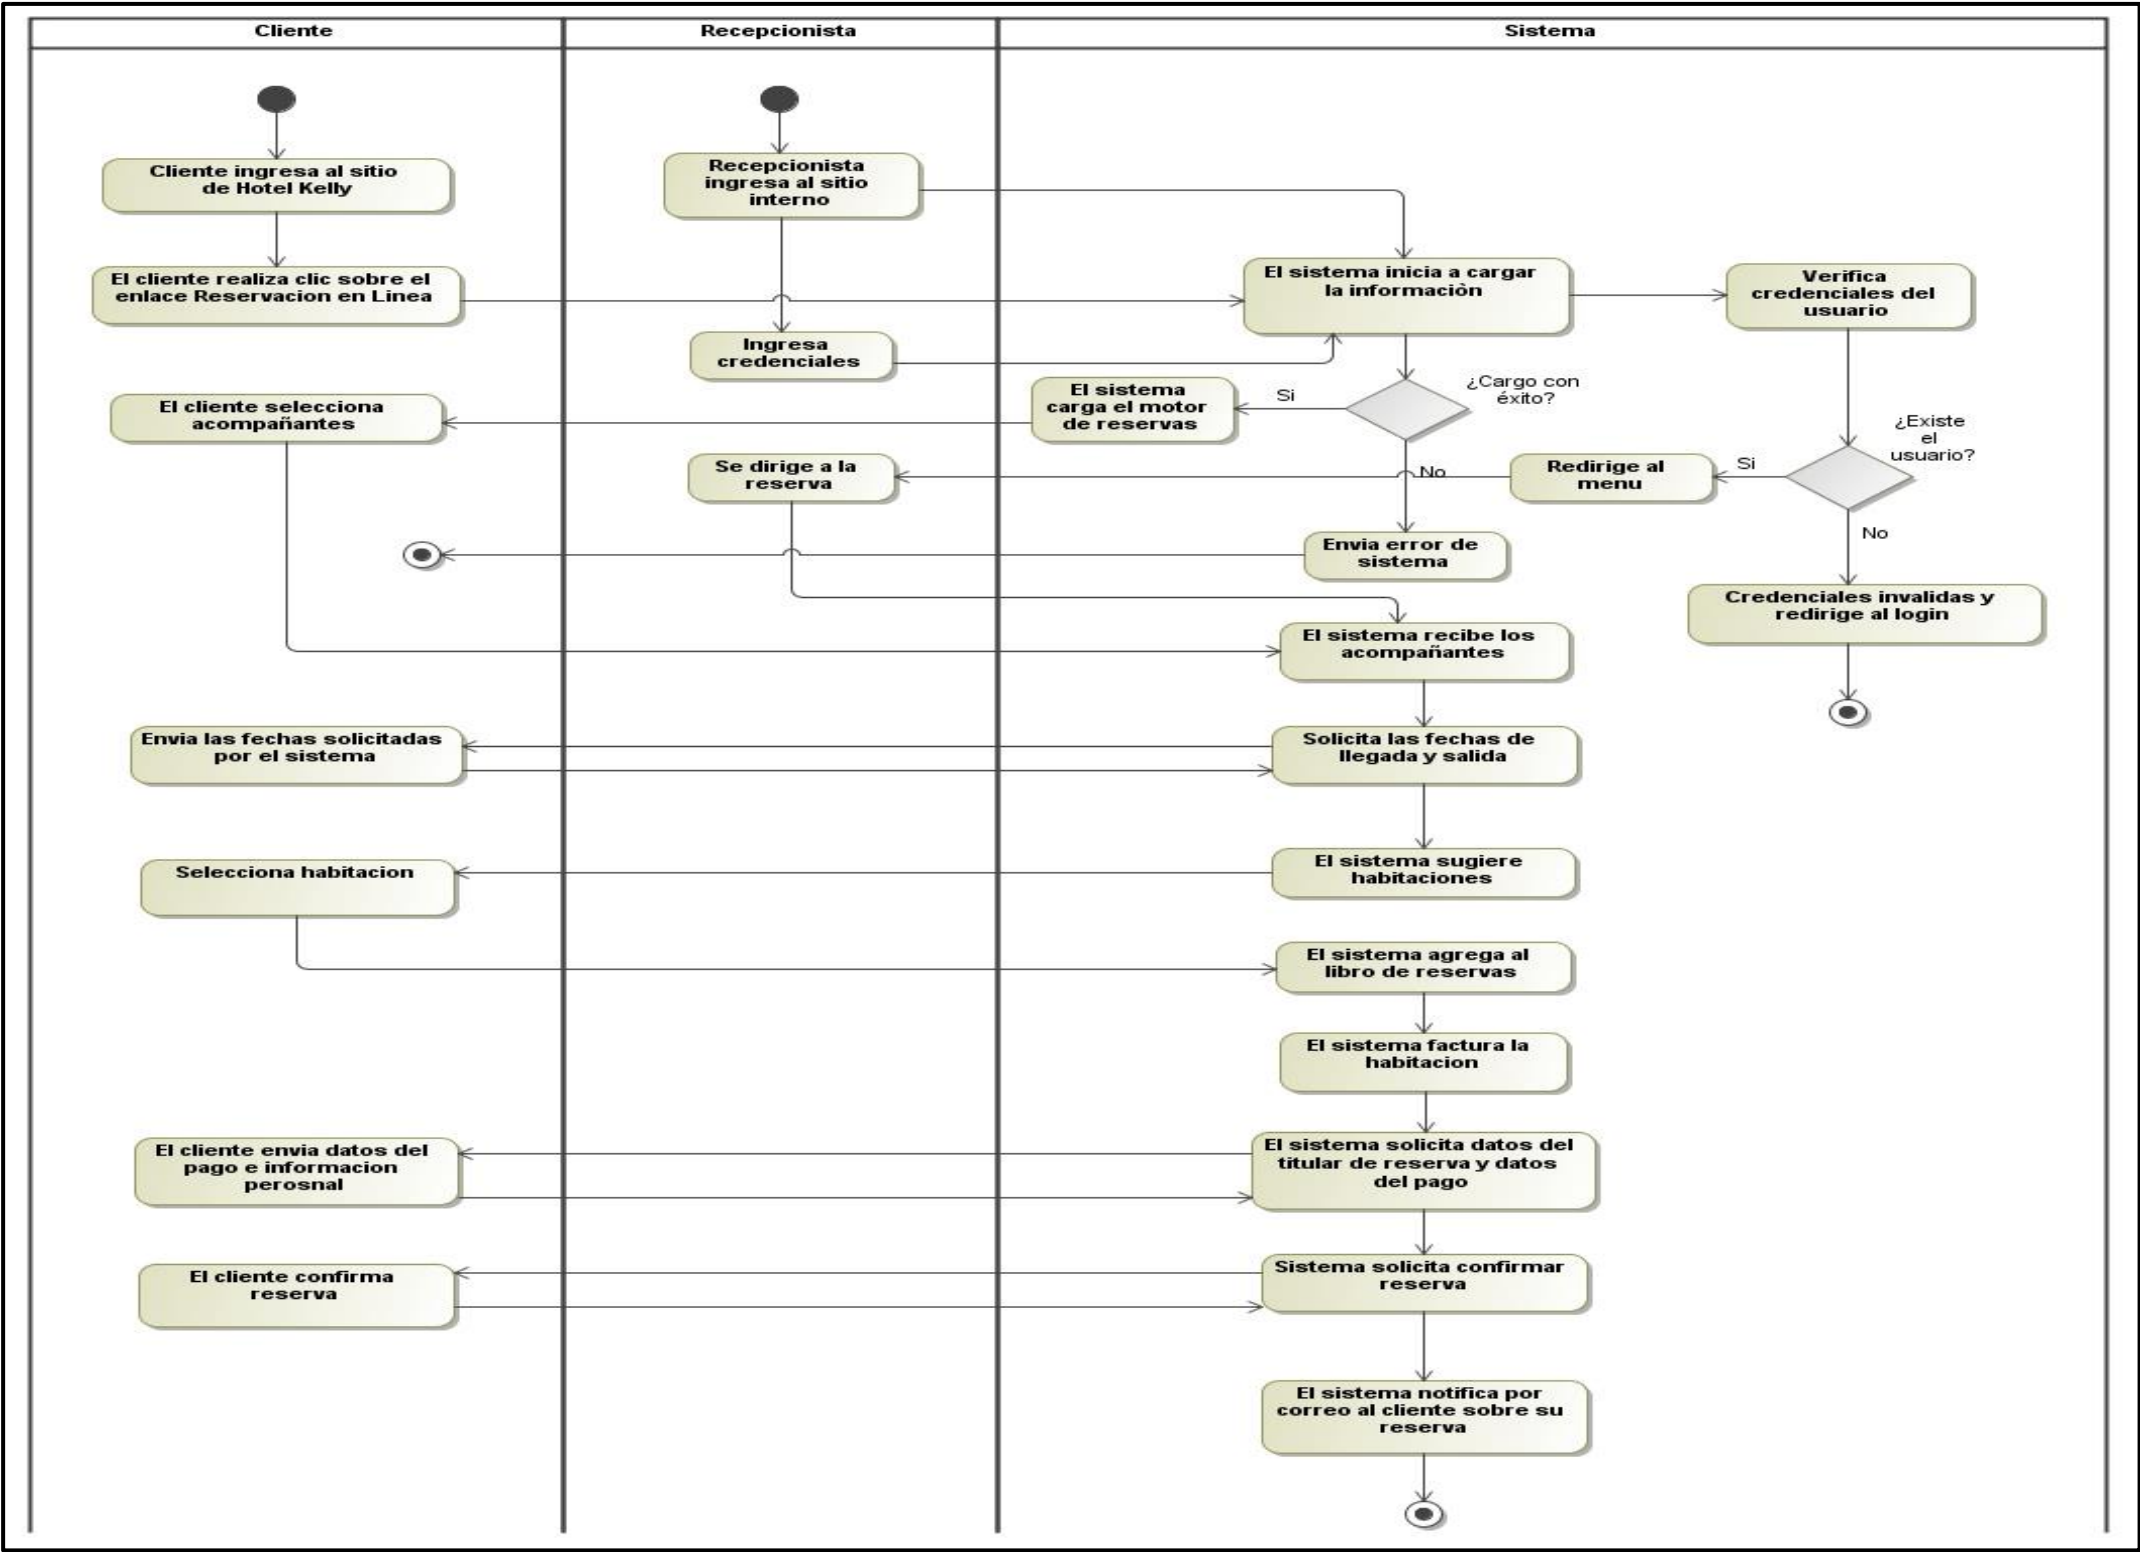 Cliente
Recepcionista
Sistema
Cliente ingresa al sitio
de Hotel Kelly
Recepcionista
ingresa al sitio
interno
El cliente realiza clic sobre el
enlace Reservacion en Linea
El sistema inicia a cargar
la informaciòn
Verifica
credenciales del
usuario
Ingresa
credenciales
¿Cargo con
éxito?
Si
El sistema
carga el motor
de reservas
El cliente selecciona
acompañantes
¿Existe
el
usuario?
Si
Redirige al
menu
No
Se dirige a la
reserva
No
Envia error de
sistema
Credenciales invalidas y
redirige al login
El sistema recibe los
acompañantes
Envia las fechas solicitadas
por el sistema
Solicita las fechas de
llegada y salida
El sistema sugiere
habitaciones
Selecciona habitacion
El sistema agrega al
libro de reservas
El sistema factura la
habitacion
El cliente envia datos del
pago e informacion
perosnal
El sistema solicita datos del
titular de reserva y datos
del pago
El cliente confirma
reserva
Sistema solicita confirmar
reserva
El sistema notifica por
correo al cliente sobre su
reserva